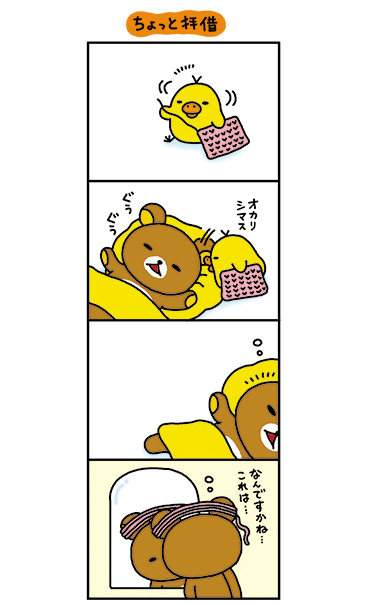 ちょっと拝借
オカリ
シマス
ぐぅ
ぐぅ
なんですかね…
これは…